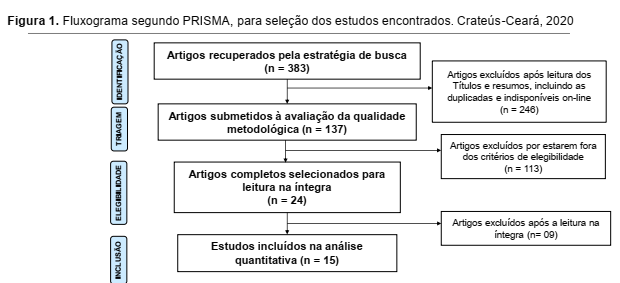 Figura 1. Fluxograma segundo PRISMA, para seleção dos estudos encontrados. Crateús-Ceará, 2020
IDENTIFICAÇÃO
Artigos recuperados pela estratégia de busca
(n = 383)
Artigos excluídos após leitura dos
Títulos e resumos, incluindo as
duplicadas e indisponíveis on-line
(n = 246)
TRIAGEM
Artigos submetidos à avaliação da qualidade
metodológica (n = 137)
Artigos excluídos por estarem fora
dos critérios de elegibilidade
(n = 113)
ELEGIBILIDADE
Artigos completos selecionados para
leitura na íntegra
(n = 24)
Artigos excluídos após a leitura na
íntegra (n= 09)
INCLUSÃO
Estudos incluídos na análise
quantitativa (n = 15)